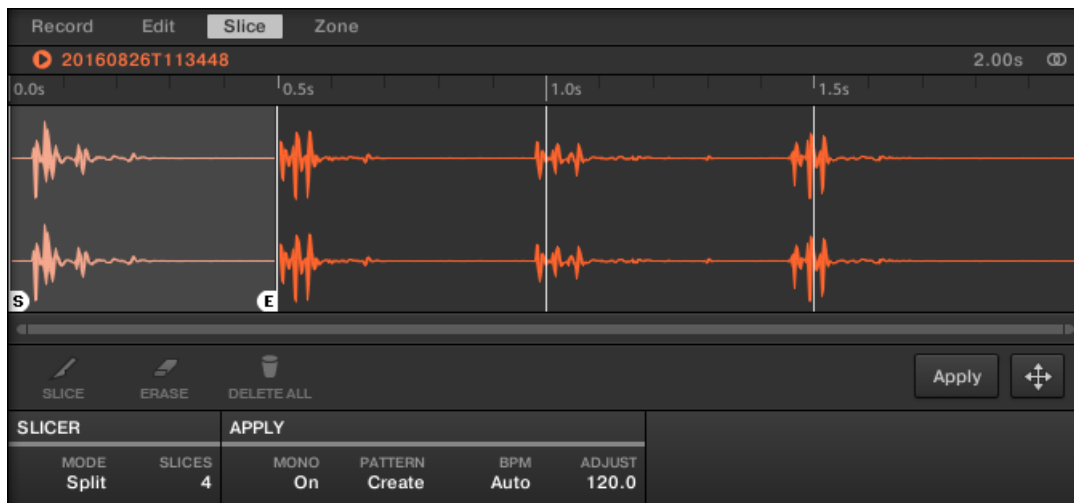 Record Edit Slice Zone
20160826T113448 2.00s
0.0s 0.5s 1.0s 1.5s
S E
SLICE ERASE DELETE ALL Apply
SLICER APPLY
MODE SLICES MONO PATTERN BPM ADJUST
Split 4 On Create Auto 120.0